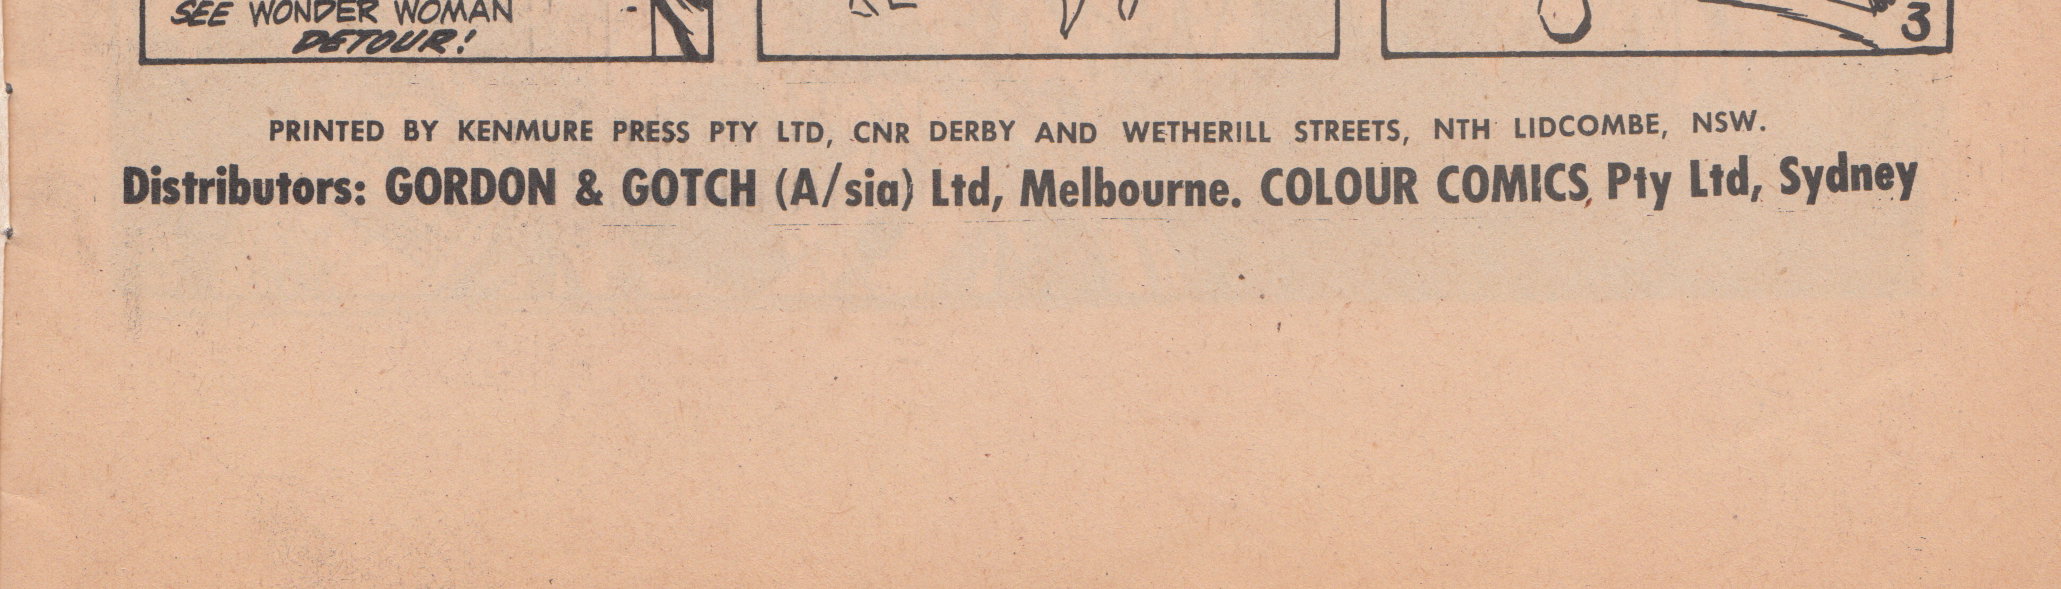 SEE WONDER WOMAN
DETOUR!
3
PRINTED BY KENMURE PRESS PTY LTD, CNR DERBY AND WETHERILL STREETS, NTH LIDCOMBE, NSW.
Distributors: GORDON & GOTCH (A/sia) Ltd, Melbourne. COLOUR COMICS Pty Ltd, Sydney